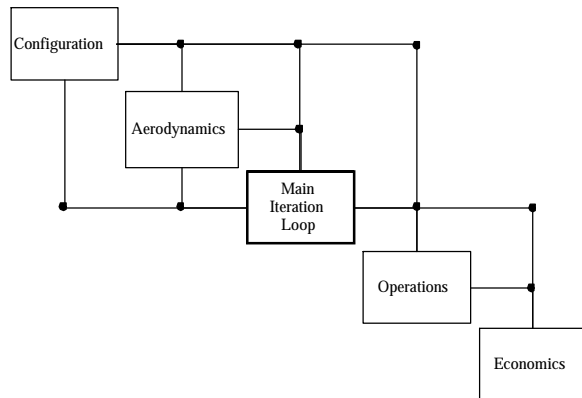 Configuration
Aerodynamics
Main
Iteration
Loop
Operations
Economics